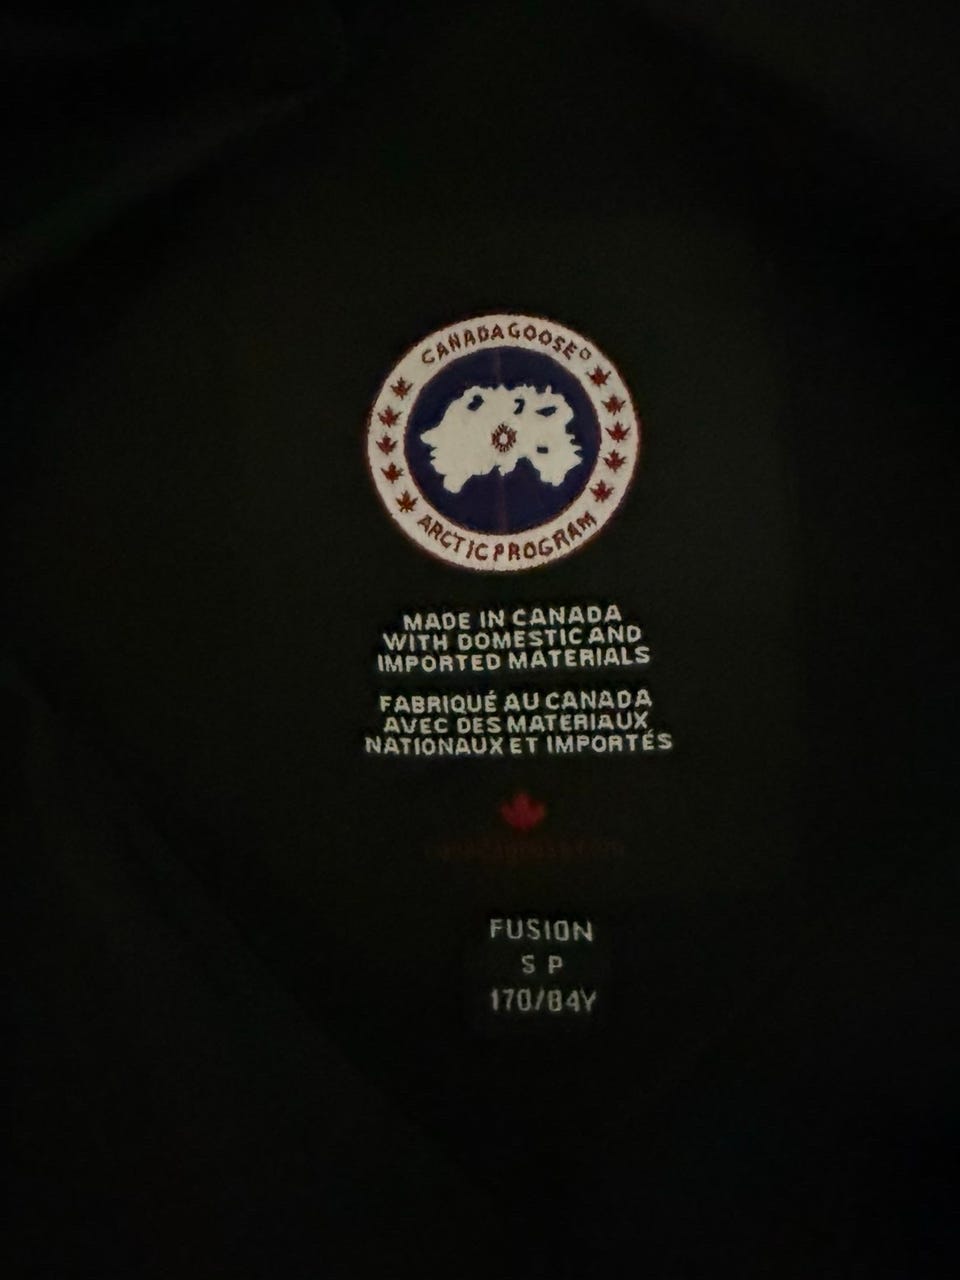 CANADA GOOSE®
ARCTIC PROGRAM
MADE IN CANADA
WITH DOMESTIC AND
IMPORTED MATERIALS
FABRIQUÉ AU CANADA
AVEC DES MATERIAUX
NATIONAUX ET IMPORTÉS
FUSION
S P
170/84Y